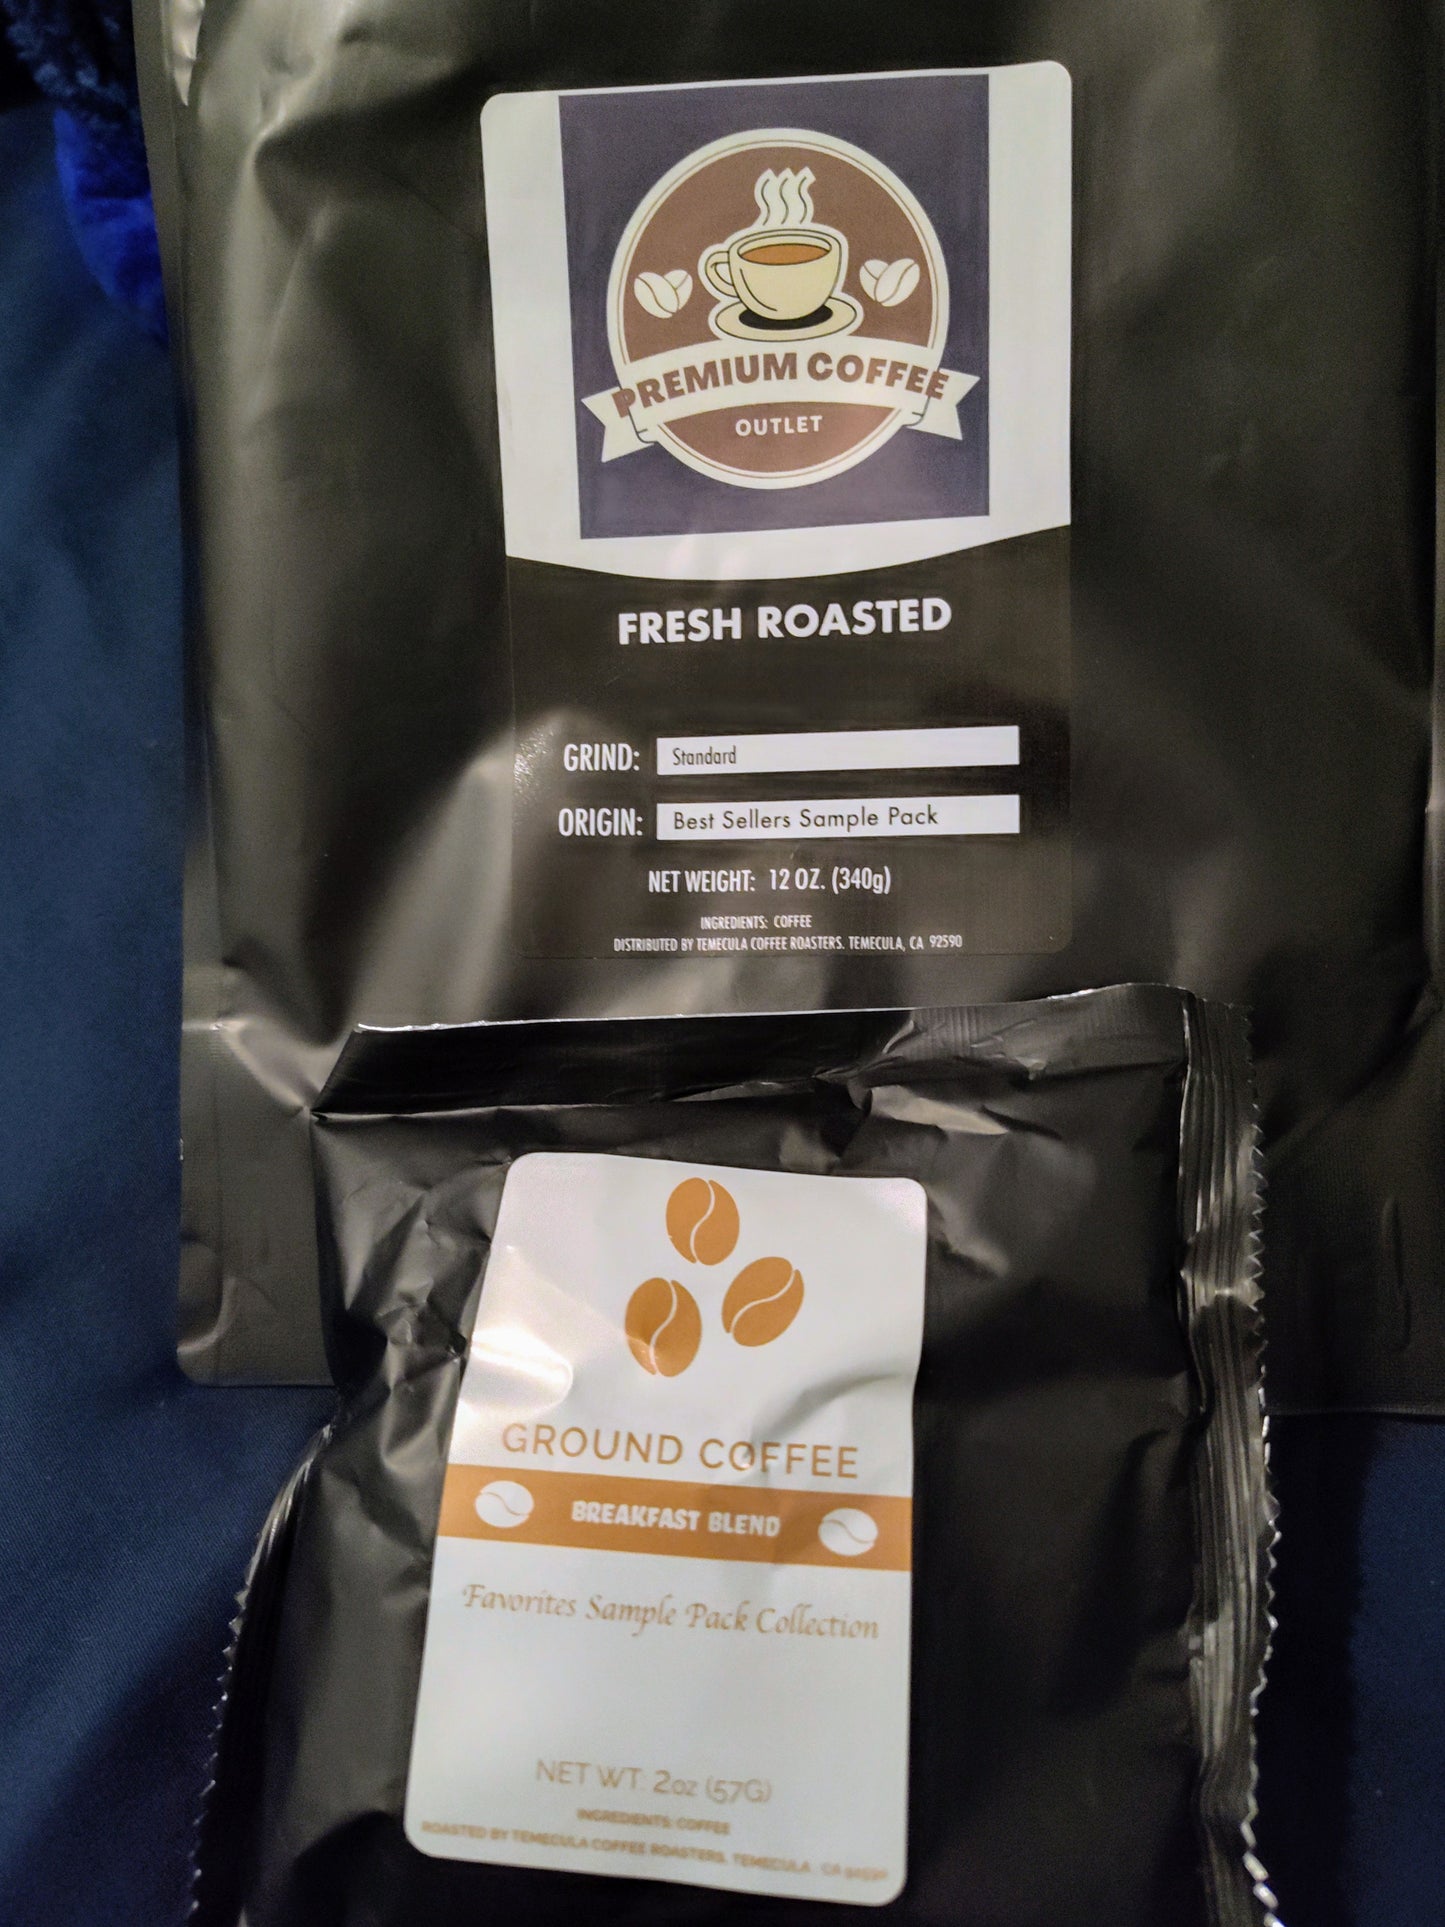 PREMIUM COFFEE
OUTLET
FRESH ROASTED
GRIND: Standard
ORIGIN: Best Sellers Sample Pack
NET WEIGHT: 12 OZ. (340g)
INGREDIENTS: COFFEE
DISTRIBUTED BY TEMECULA COFFEE ROASTERS. TEMECULA, CA 92590
GROUND COFFEE
BREAKFAST BLEND
Favorites Sample Pack Collection
NET WT: 2oz (57G)
INGREDIENTS: COFFEE
ROASTED BY TEMECULA COFFEE ROASTERS. TEMECULA, CA